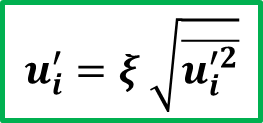 u′ᵢ = ξ √(u̅′ᵢ²)